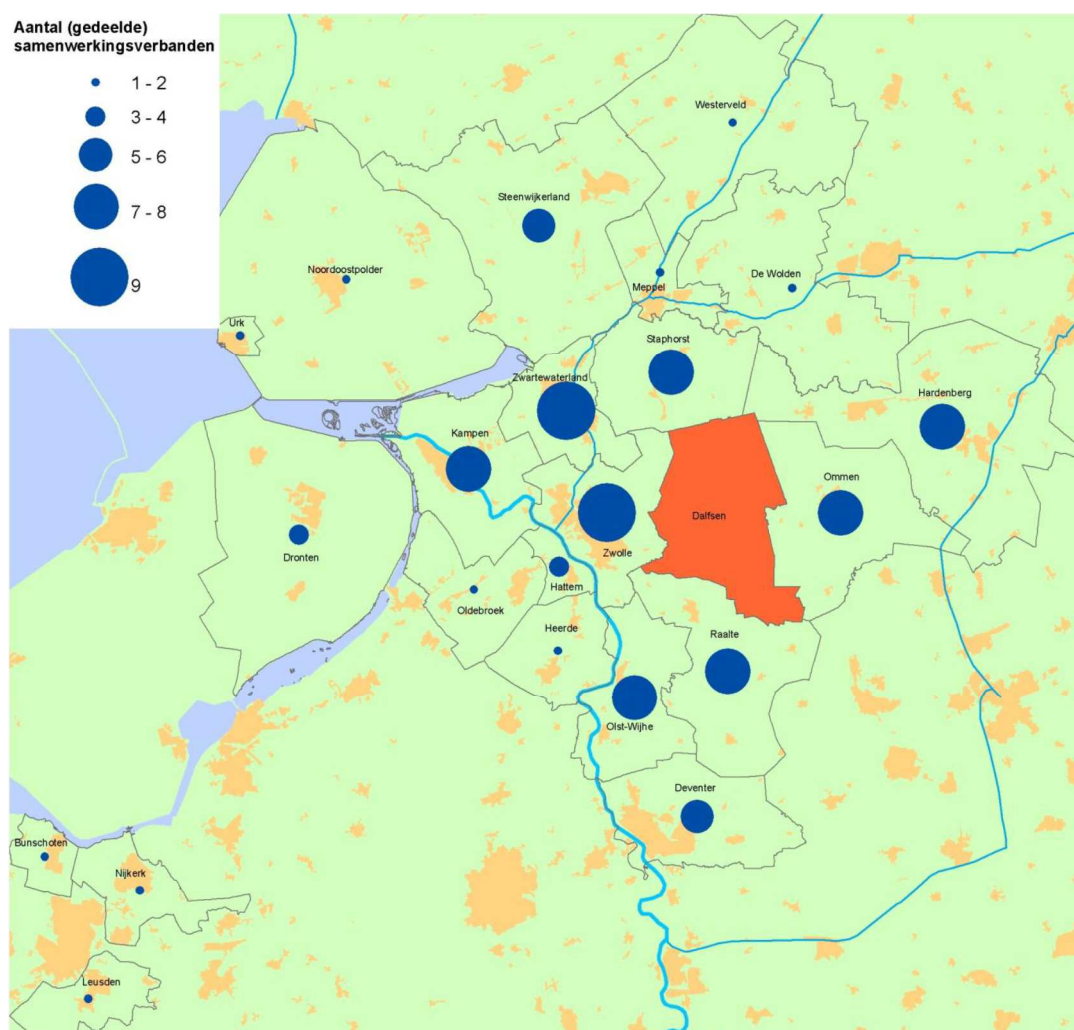 Aantal (gedeelde)
samenwerkingsverbanden
1 - 2
3 - 4
5 - 6
7 - 8
9
Westerveld
Steenwijkerland
Noordoostpolder
De Wolden
Meppel
Urk
Staphorst
Zwartewaterland
Hardenberg
Kampen
Ommen
Dalfsen
Dronten
Zwolle
Hattem
Oldebroek
Heerde
Raalte
Olst-Wijhe
Deventer
Bunschoten
Nijkerk
Leusden